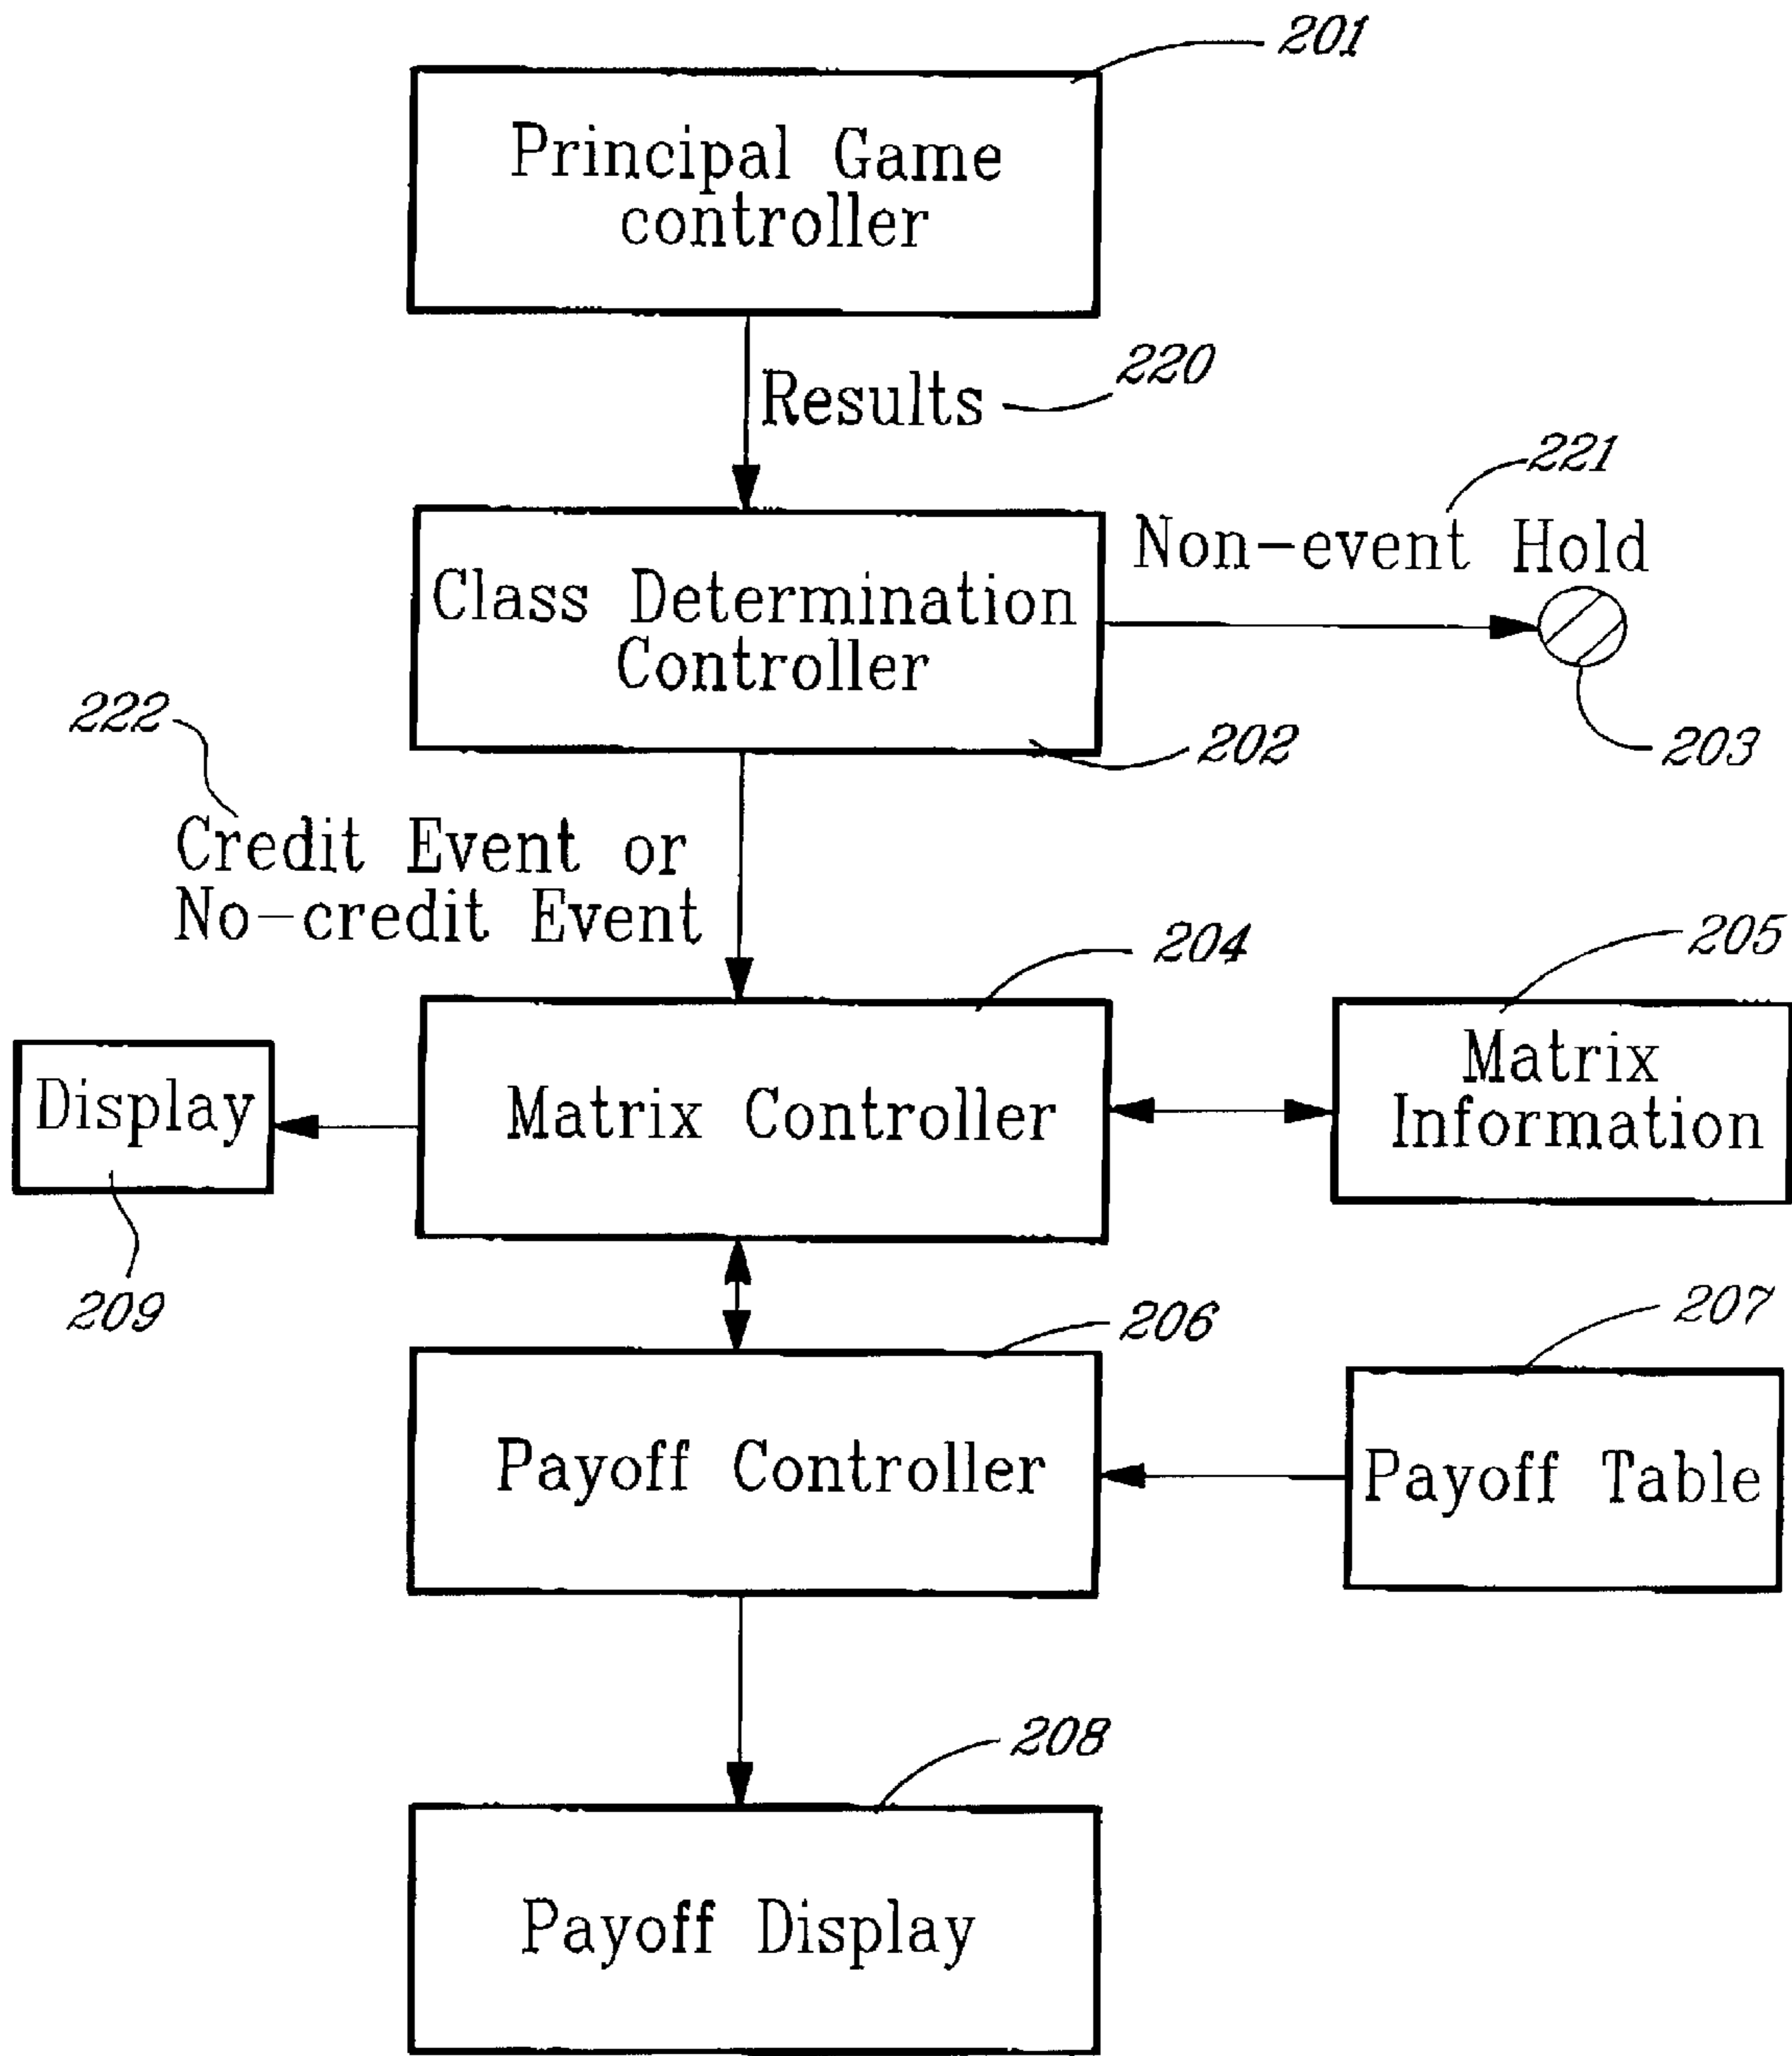 201
Principal Game
controller
Results
220
221
Non-event Hold
Class Determination
Controller
203
202
222
Credit Event or
No-credit Event
204
205
Display
Matrix Controller
Matrix
Information
209
206
207
Payoff Controller
Payoff Table
208
Payoff Display